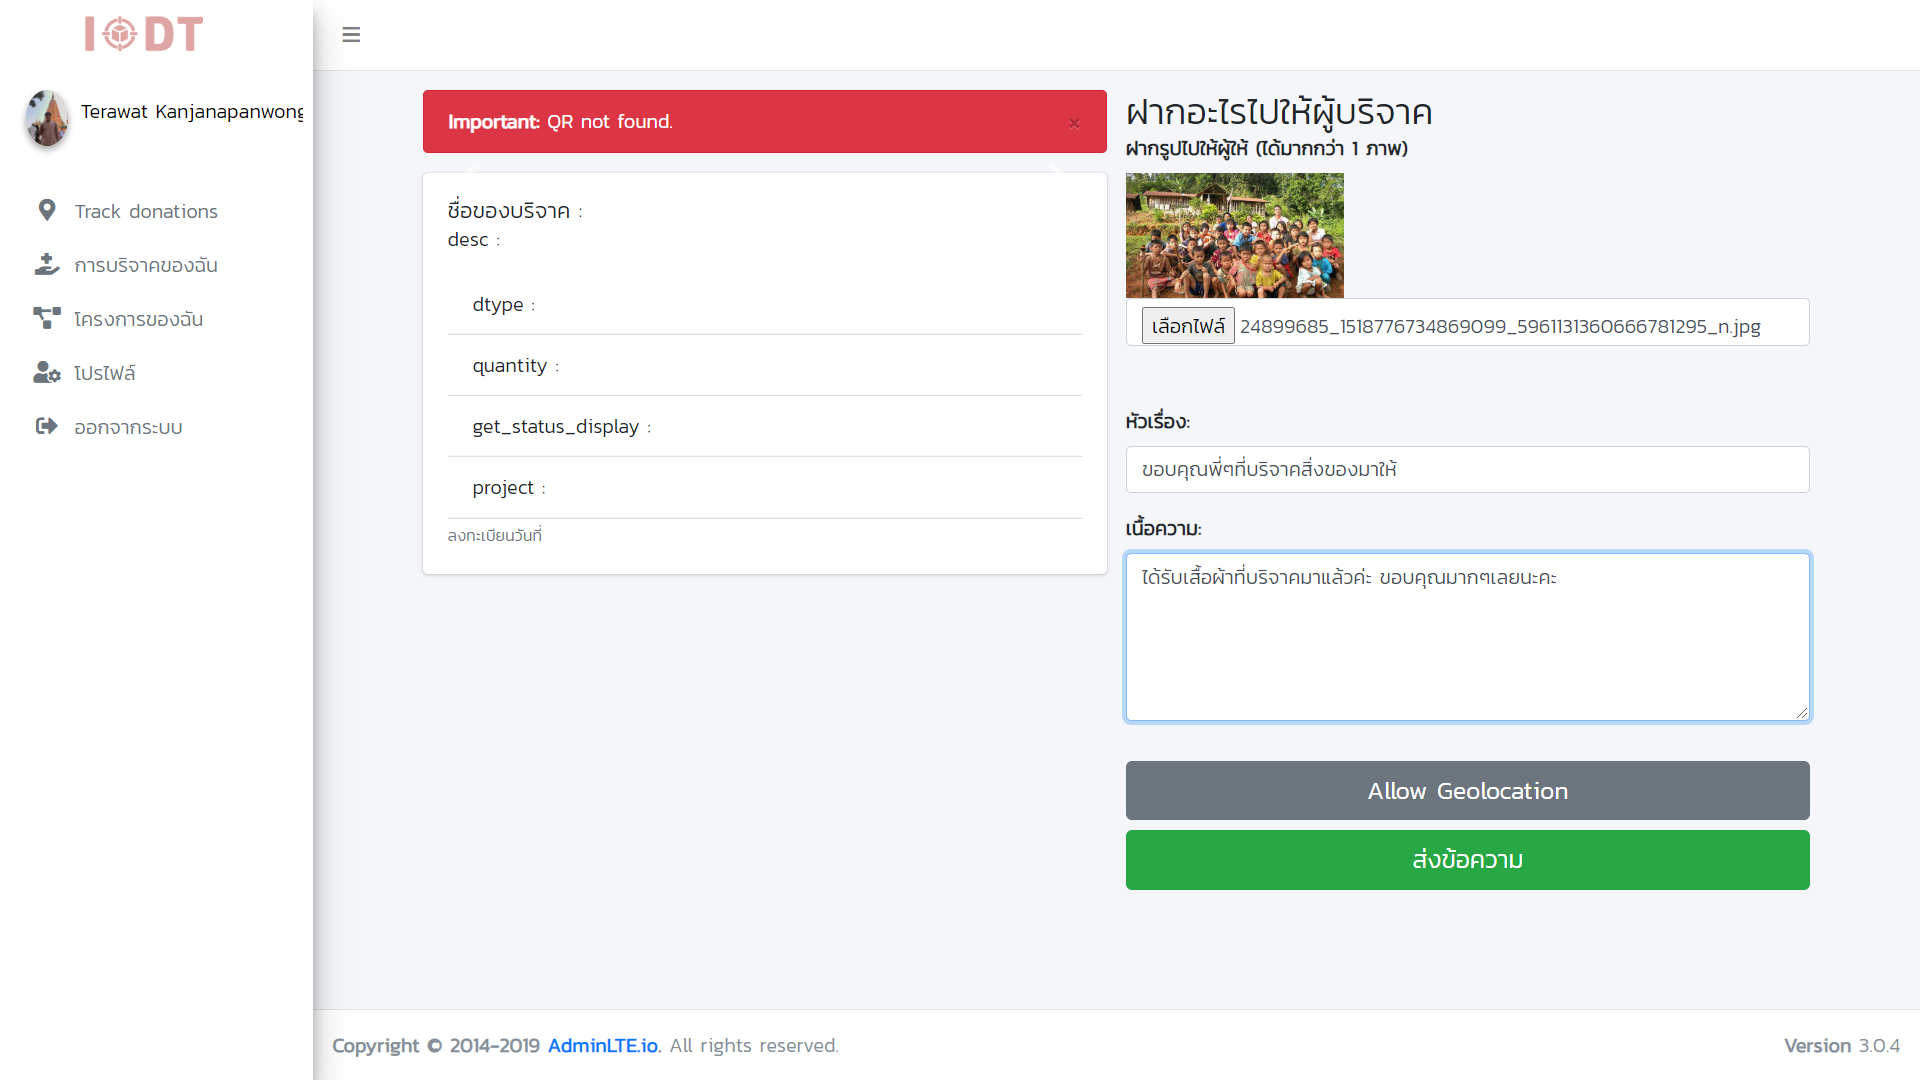 IODT
Terawat Kanjanapanwong
Track donations
การบริจาคของฉัน
โครงการของฉัน
โปรไฟล์
ออกจากระบบ
Important: QR not found.
×
ชื่อของบริจาค :
desc :
dtype :
quantity :
get_status_display :
project :
ลงทะเบียนวันที่
ฝากอะไรไปให้ผู้บริจาค
ฝากรูปไปให้ผู้ให้ (ได้มากกว่า 1 ภาพ)
เลือกไฟล์ 24899685_1518776734869099_5961131360666781295_n.jpg
หัวเรื่อง:
ขอบคุณพี่ๆที่บริจาคสิ่งของมาให้
เนื้อความ:
ได้รับเสื้อผ้าที่บริจาคมาแล้วค่ะ ขอบคุณมากๆเลยนะคะ
Allow Geolocation
ส่งข้อความ
Copyright © 2014-2019 AdminLTE.io. All rights reserved.
Version 3.0.4